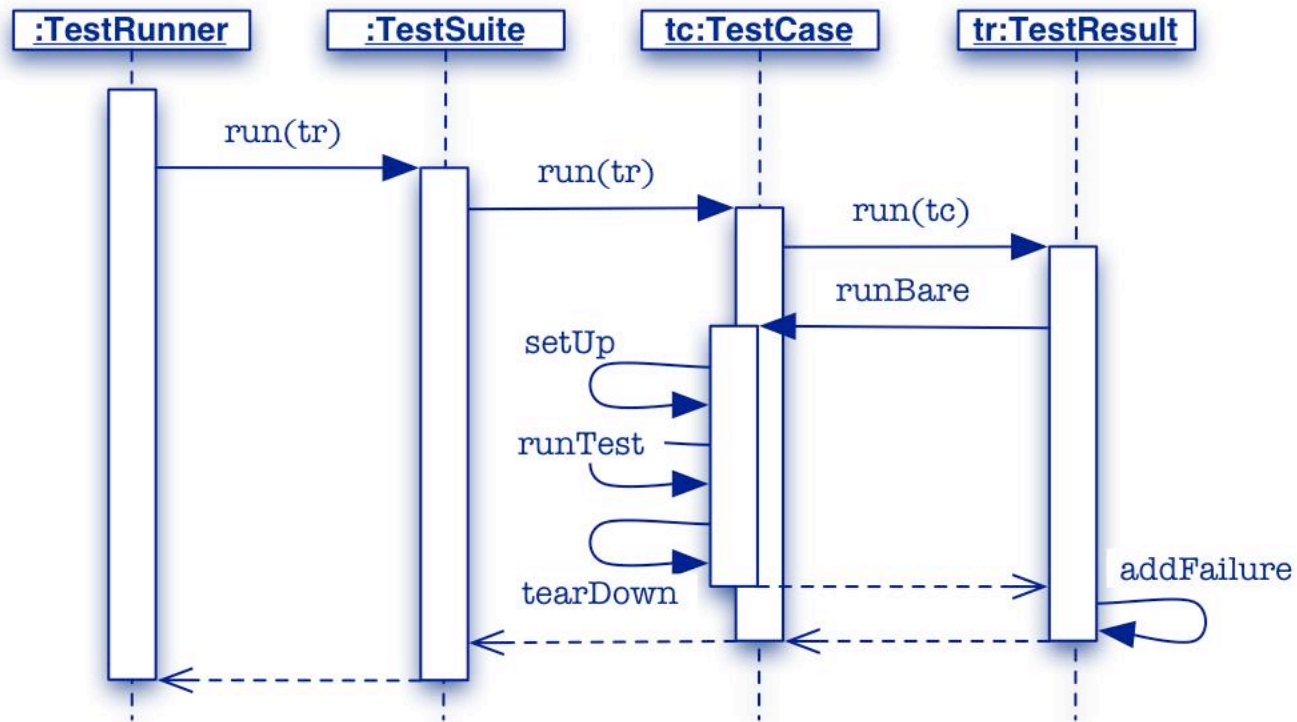 :TestRunner
:TestSuite
tc:TestCase
tr:TestResult
run(tr)
run(tr)
run(tc)
runBare
setUp
runTest
tearDown
addFailure